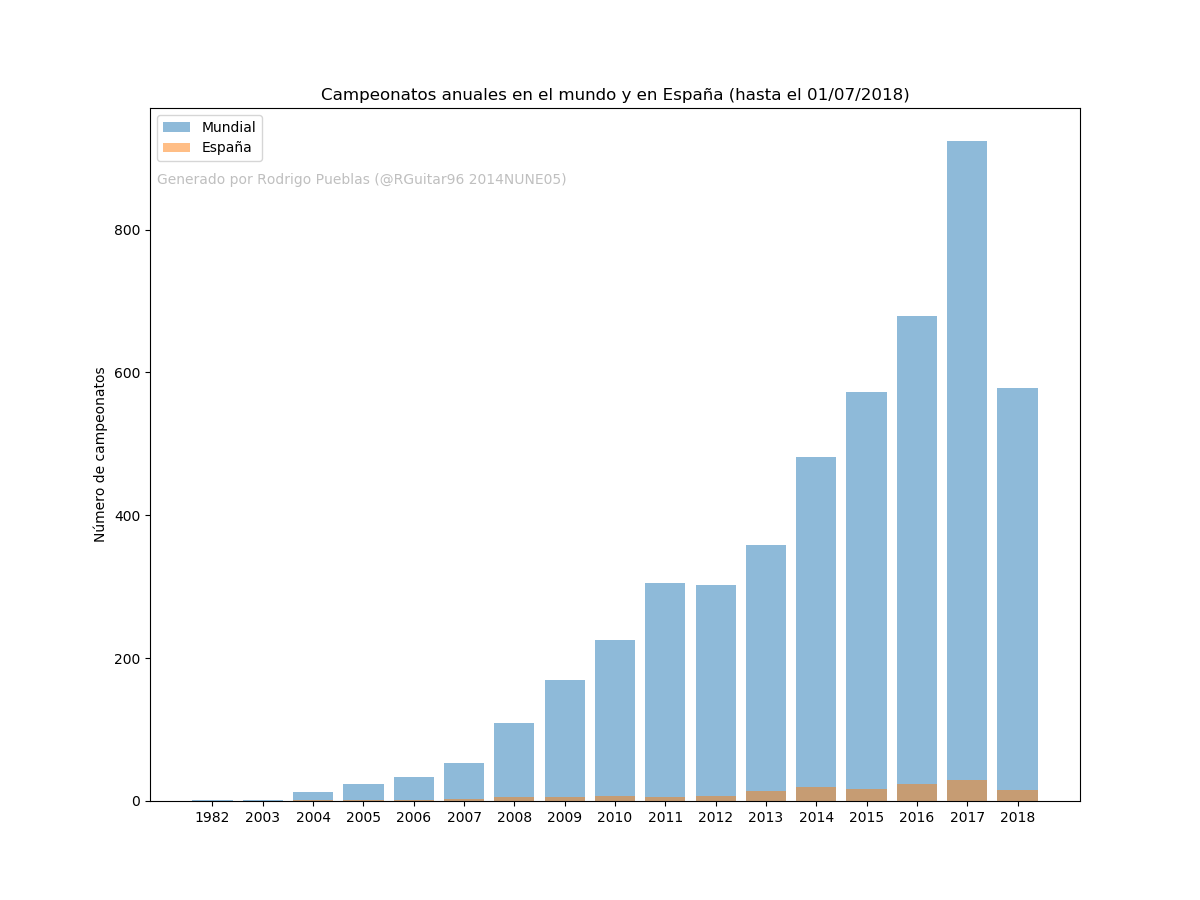 Campeonatos anuales en el mundo y en España (hasta el 01/07/2018)
Mundial
España
Generado por Rodrigo Pueblas (@RGuitar96 2014NUNE05)
Número de campeonatos
800
600
400
200
0
1982 2003 2004 2005 2006 2007 2008 2009 2010 2011 2012 2013 2014 2015 2016 2017 2018